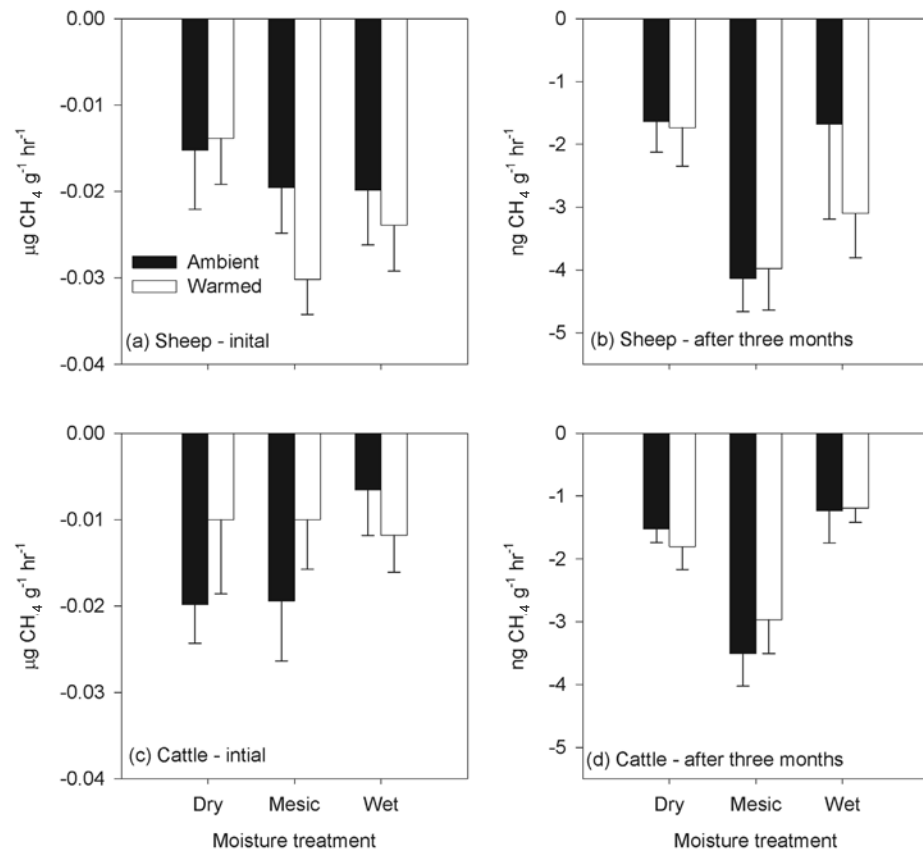 µg CH4 g-1 hr-1
0.00
-0.01
-0.02
-0.03
-0.04
Ambient
Warmed
(a) Sheep - inital
ng CH4 g-1 hr-1
0
-1
-2
-3
-4
-5
(b) Sheep - after three months
µg CH4 g-1 hr-1
0.00
-0.01
-0.02
-0.03
-0.04
(c) Cattle - intial
Dry Mesic Wet
Moisture treatment
ng CH4 g-1 hr-1
0
-1
-2
-3
-4
-5
(d) Cattle - after three months
Dry Mesic Wet
Moisture treatment